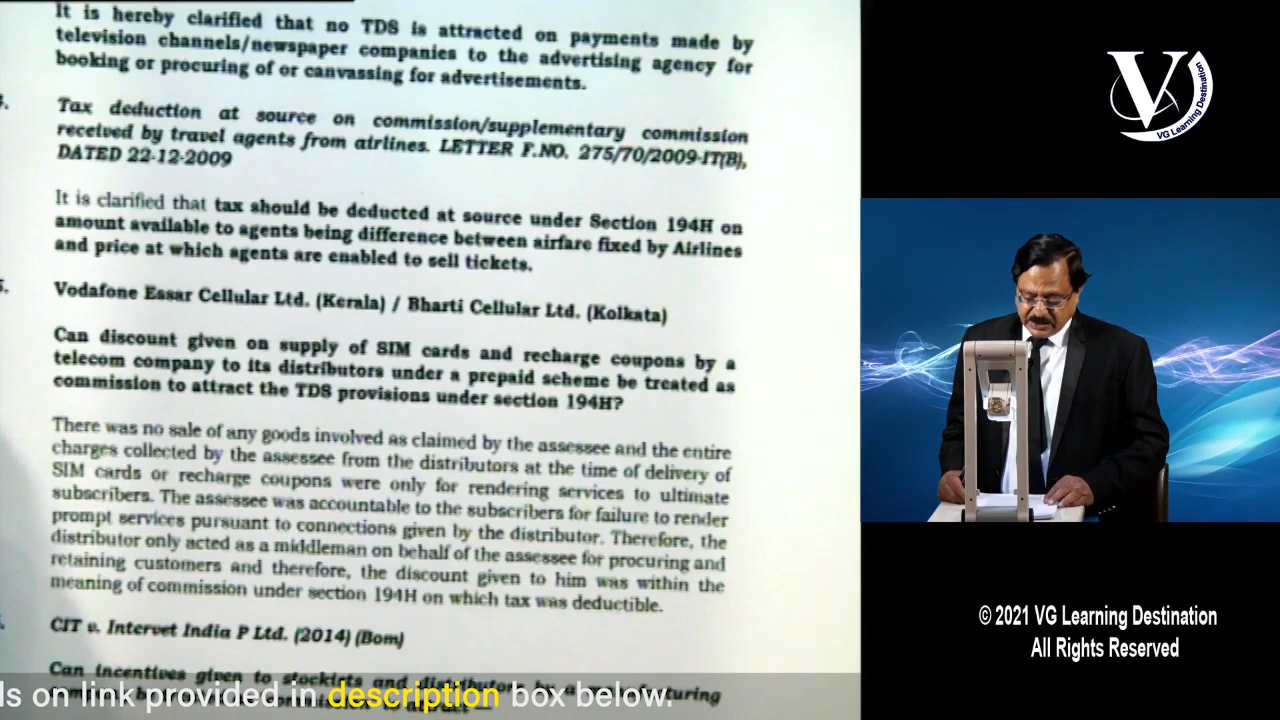 It is hereby clarified that no TDS is attracted on payments made by
television channels/newspaper companies to the advertising agency for
booking or procuring of or canvassing for advertisements.
Tax deduction at source on commission/supplementary commission
received by travel agents from airlines. LETTER F.NO. 275/70/2009-IT(B),
DATED 22-12-2009
It is clarified that tax should be deducted at source under Section 194H on
amount available to agents being difference between airfare fixed by Airlines
and price at which agents are enabled to sell tickets.
Vodafone Essar Cellular Ltd. (Kerala) / Bharti Cellular Ltd. (Kolkata)
Can discount given on supply of SIM cards and recharge coupons by a
telecom company to its distributors under a prepaid scheme be treated as
commission to attract the TDS provisions under section 194H?
There was no sale of any goods involved as claimed by the assessee and the entire
charges collected by the assessee from the distributors at the time of delivery of
SIM cards or recharge coupons were only for rendering services to ultimate
subscribers. The assessee was accountable to the subscribers for failure to render
prompt services pursuant to connections given by the distributor. Therefore, the
distributor only acted as a middleman on behalf of the assessee for procuring and
retaining customers and therefore, the discount given to him was within the
meaning of commission under section 194H on which tax was deductible.
CIT v. Intervet India P Ltd. (2014) (Bom)
Can incentives given to stockists and distributors by a manufacturing
ls on link provided in description box below.
V
VG Learning Destination
© 2021 VG Learning Destination
All Rights Reserved